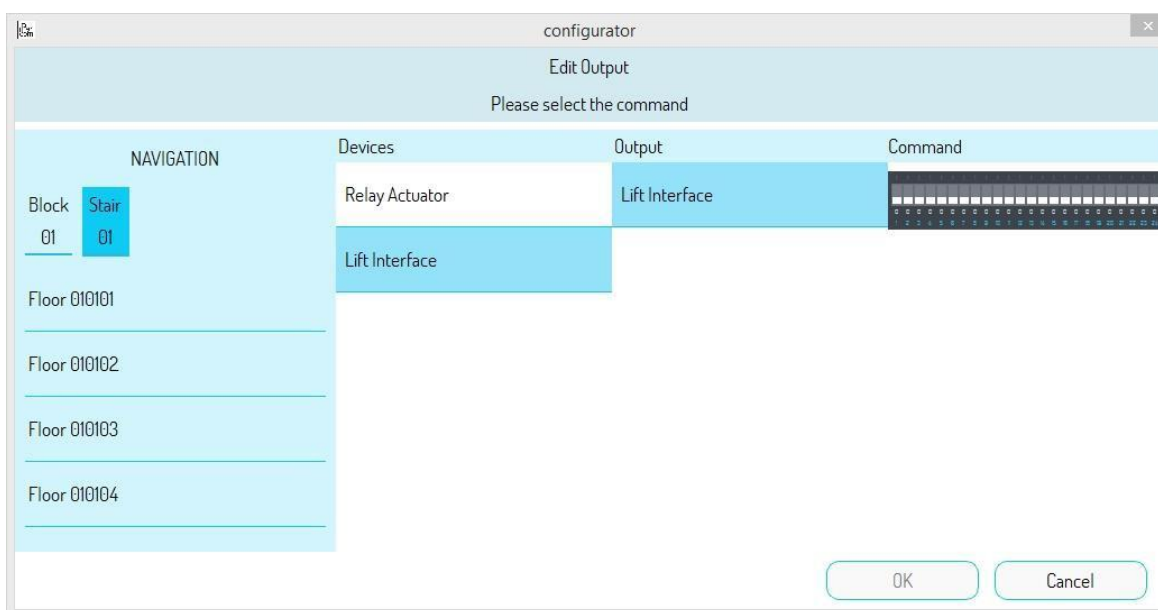 configurator
Edit Output
Please select the command
NAVIGATION
Block
01
Stair
01
Floor 010101
Floor 010102
Floor 010103
Floor 010104
Devices
Relay Actuator
Lift Interface
Output
Lift Interface
Command
OK
Cancel